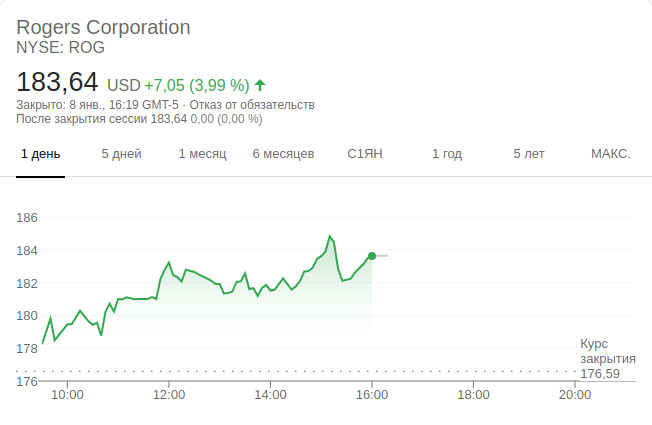 Rogers Corporation
NYSE: ROG
183,64 USD +7,05 (3,99 %)
Закрыто: 8 янв., 16:19 GMT-5 · Отказ от обязательств
После закрытия сессии 183,64 0,00 (0,00 %)
1 день 5 дней 1 месяц 6 месяцев С1ЯН 1 год 5 лет МАКС.
186
184
182
180
178
Курс
закрытия
176,59
176
10:00 12:00 14:00 16:00 18:00 20:00